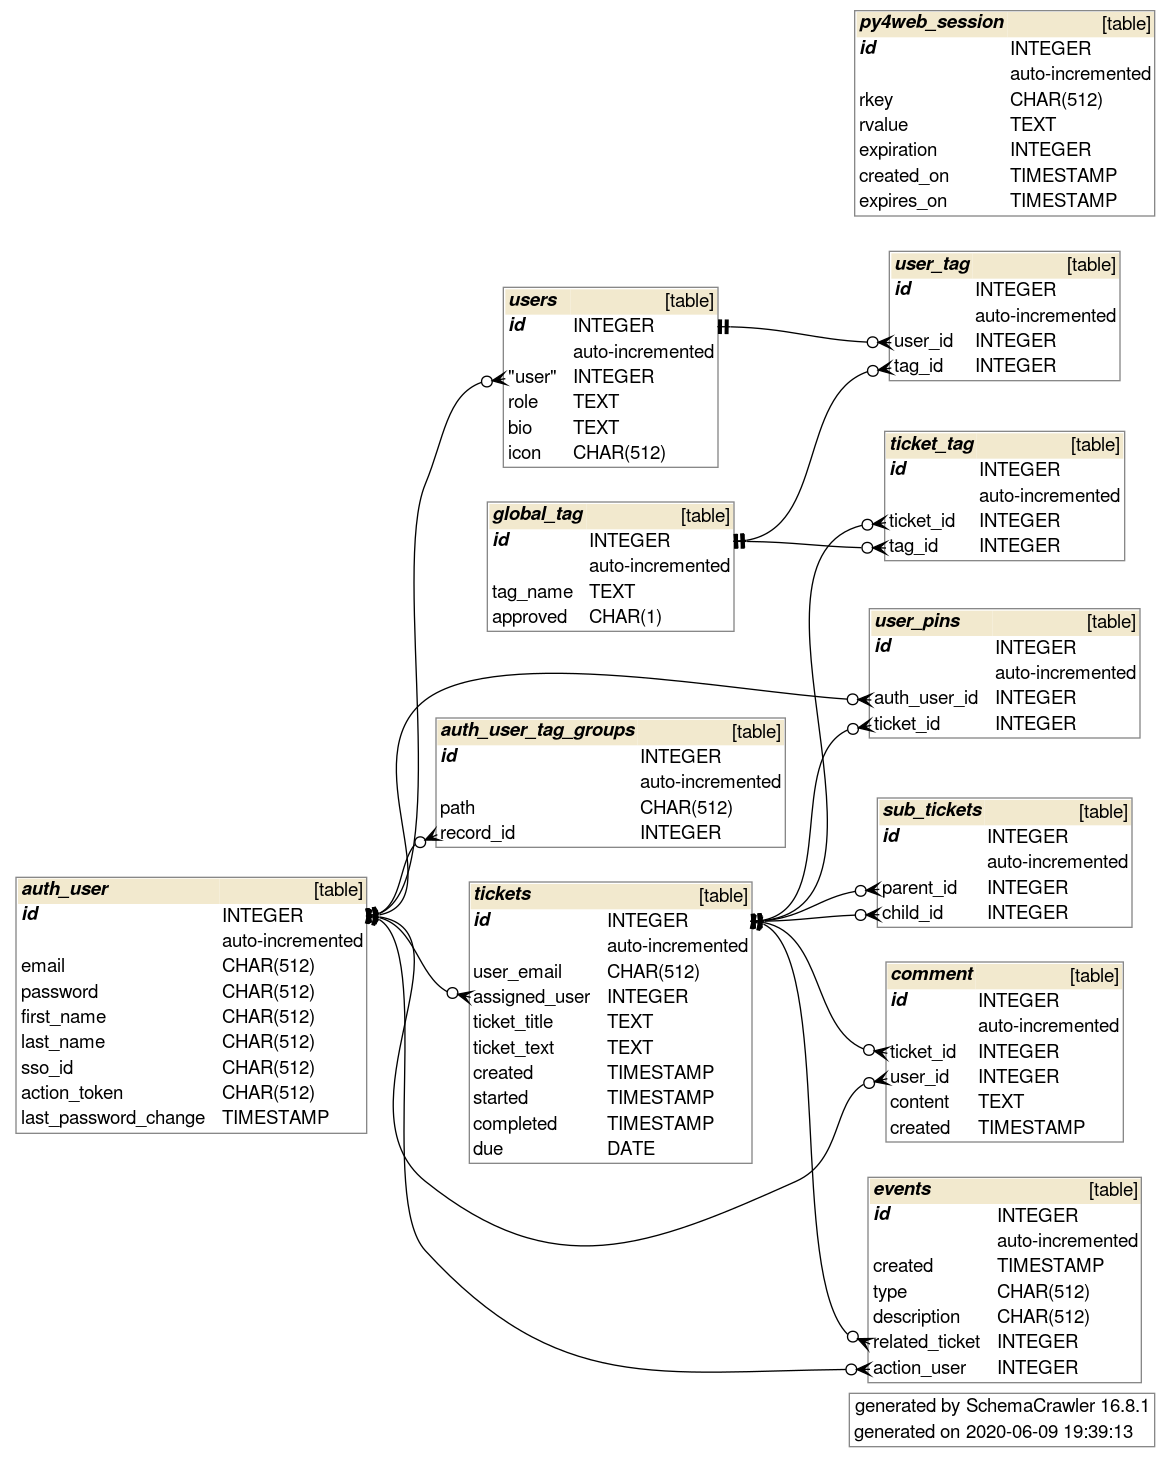 py4web_session [table]
id INTEGER
auto-incremented
rkey CHAR(512)
rvalue TEXT
expiration INTEGER
created_on TIMESTAMP
expires_on TIMESTAMP
user_tag [table]
id INTEGER
auto-incremented
user_id INTEGER
tag_id INTEGER
users [table]
id INTEGER
auto-incremented
"user" INTEGER
role TEXT
bio TEXT
icon CHAR(512)
ticket_tag [table]
id INTEGER
auto-incremented
ticket_id INTEGER
tag_id INTEGER
global_tag [table]
id INTEGER
auto-incremented
tag_name TEXT
approved CHAR(1)
user_pins [table]
id INTEGER
auto-incremented
auth_user_id INTEGER
ticket_id INTEGER
auth_user_tag_groups [table]
id INTEGER
auto-incremented
path CHAR(512)
record_id INTEGER
sub_tickets [table]
id INTEGER
auto-incremented
parent_id INTEGER
child_id INTEGER
auth_user [table]
id INTEGER
auto-incremented
email CHAR(512)
password CHAR(512)
first_name CHAR(512)
last_name CHAR(512)
sso_id CHAR(512)
action_token CHAR(512)
last_password_change TIMESTAMP
tickets [table]
id INTEGER
auto-incremented
user_email CHAR(512)
assigned_user INTEGER
ticket_title TEXT
ticket_text TEXT
created TIMESTAMP
started TIMESTAMP
completed TIMESTAMP
due DATE
comment [table]
id INTEGER
auto-incremented
ticket_id INTEGER
user_id INTEGER
content TEXT
created TIMESTAMP
events [table]
id INTEGER
auto-incremented
created TIMESTAMP
type CHAR(512)
description CHAR(512)
related_ticket INTEGER
action_user INTEGER
generated by SchemaCrawler 16.8.1
generated on 2020-06-09 19:39:13